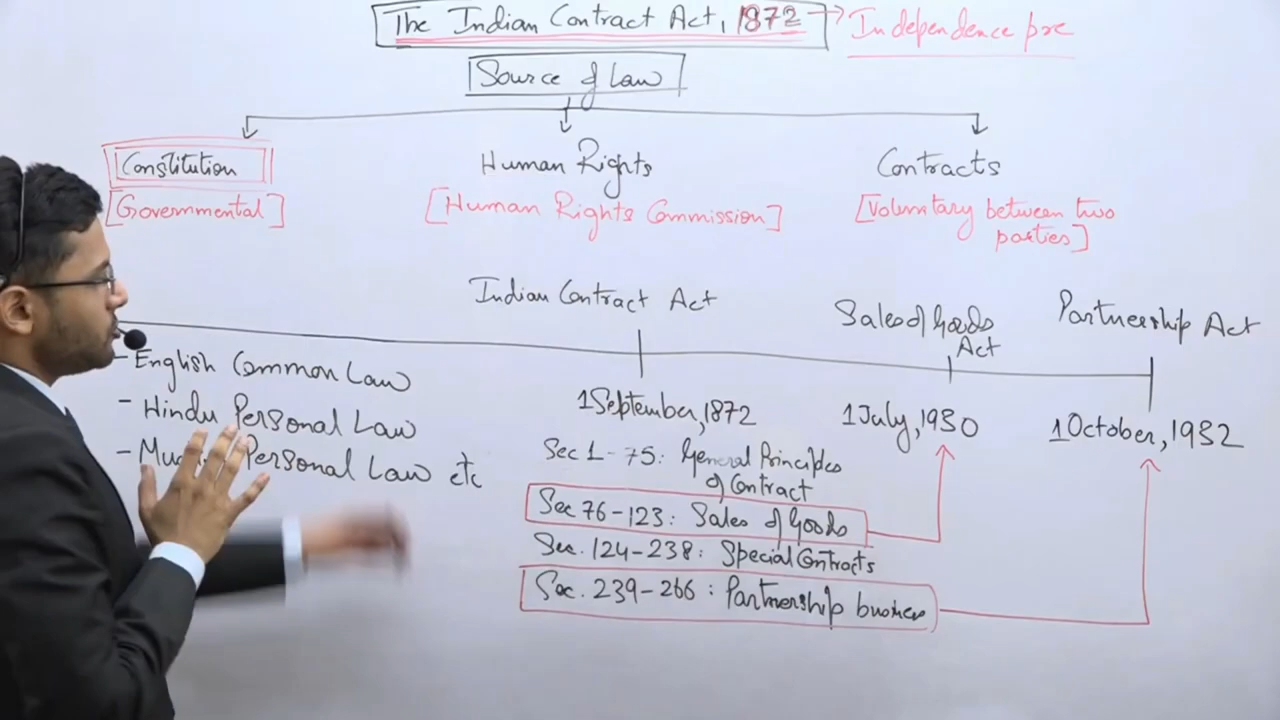 The Indian Contract Act, 1872 → Independence pre
Source of Law
Constitution
[Governmental]
Human Rights
[Human Rights Commission]
Contracts
[Voluntary between two
parties]
Indian Contract Act
Sales of Goods
Act
Partnership Act
- English Common Law
- Hindu Personal Law
- Personal Law etc
1 September, 1872
1 July, 1930
1 October, 1932
Sec 1-75: General Principles
of Contract
Sec 76-123: Sales of Goods
Sec. 124-238: Special Contracts
Sec. 239-266: Partnership business